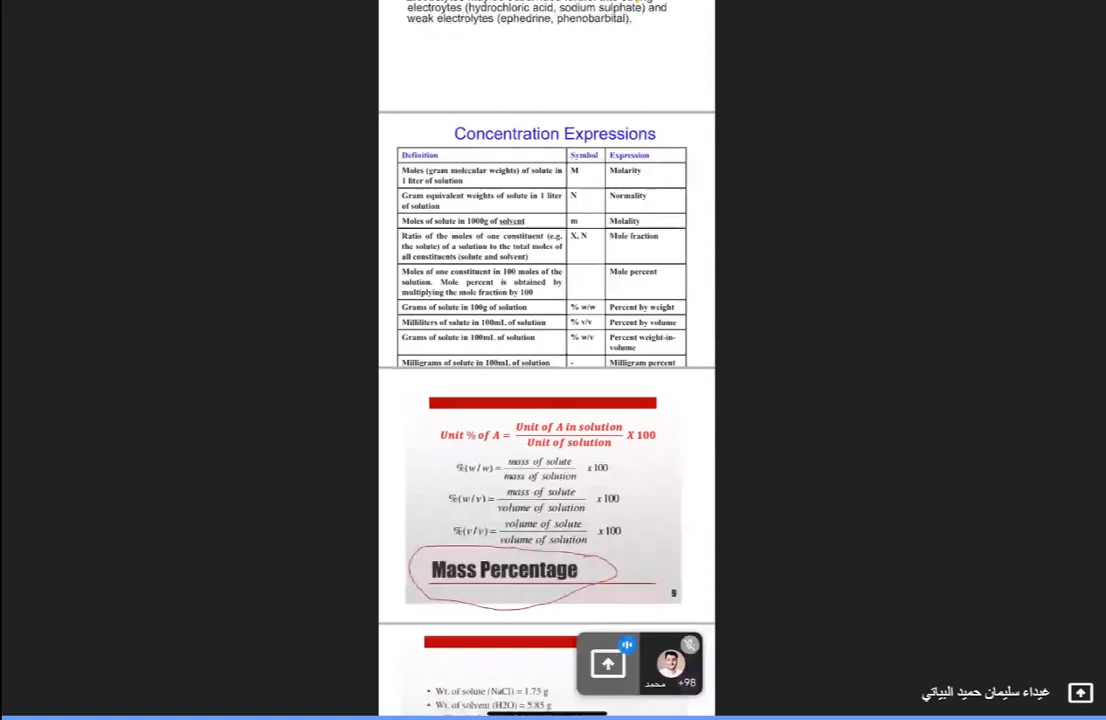 electroytes (hydrochloric acid, sodium sulphate) and
weak electrolytes (ephedrine, phenobarbital).
Concentration Expressions
Definition Symbol Expression
Moles (gram molecular weights) of solute in M Molarity
1 liter of solution
Gram equivalent weights of solute in 1 liter N Normality
of solution
Moles of solute in 1000g of solvent m Molality
Ratio of the moles of one constituent (e.g. X, N Mole fraction
the solute) of a solution to the total moles of
all constituents (solute and solvent)
Moles of one constituent in 100 moles of the Mole percent
solution. Mole percent is obtained by
multiplying the mole fraction by 100
Grams of solute in 100g of solution % w/w Percent by weight
Milliliters of solute in 100mL of solution % v/v Percent by volume
Grams of solute in 100mL of solution % w/v Percent weight-in-
volume
Milligrams of solute in 100mL of solution - Milligram percent
Unit % of A = Unit of A in solution / Unit of solution X 100
%(w/w) = mass of solute / mass of solution x100
%(w/v) = mass of solute / volume of solution x100
%(v/v) = volume of solute / volume of solution x100
Mass Percentage
9
• Wt. of solute (NaCl) = 1.75 g
• Wt. of solvent (H2O) = 5.85 g
محمد +98
غيداء سليمان حميد البياتي